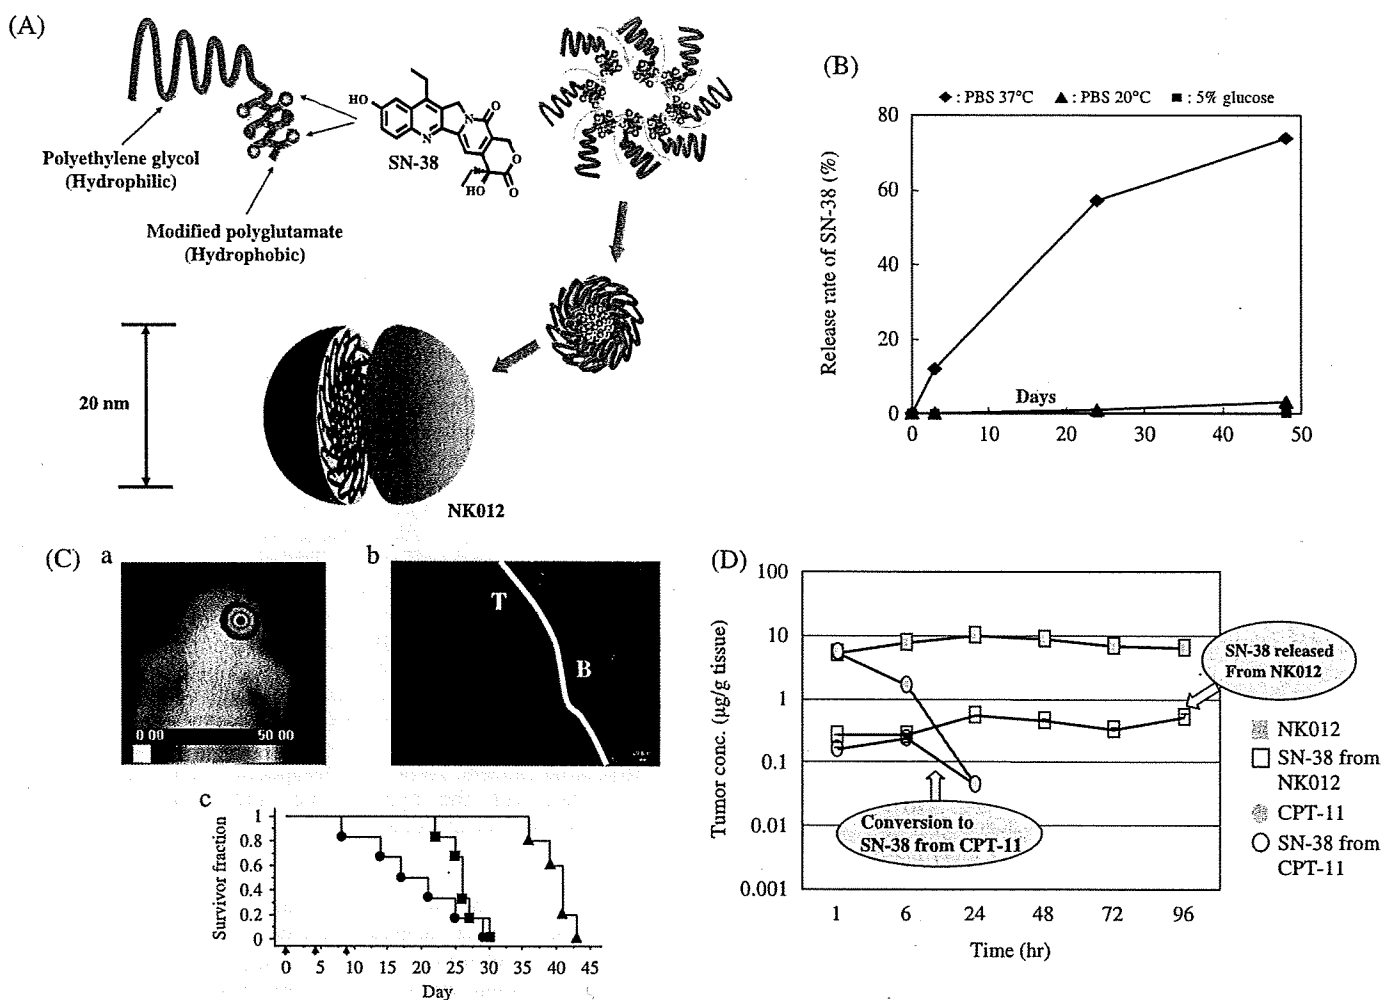 (A)
HO
N
N
O
O
O
HO
SN-38
Polyethylene glycol
(Hydrophilic)
Modified polyglutamate
(Hydrophobic)
20 nm
NK012
(B)
◆ : PBS 37°C ▲ : PBS 20°C ■ : 5% glucose
Release rate of SN-38 (%)
80
60
40
20
0
Days
0 10 20 30 40 50
(C)
a
0 00 50 00
b
T
B
c
Survivor fraction
1
0.8
0.6
0.4
0.2
0
0 5 10 15 20 25 30 35 40 45
Day
(D)
Tumor conc. (µg/g tissue)
100
10
1
0.1
0.01
0.001
1 6 24 48 72 96
Time (hr)
SN-38 released
From NK012
Conversion to
SN-38 from CPT-11
NK012
SN-38 from
NK012
CPT-11
SN-38 from
CPT-11